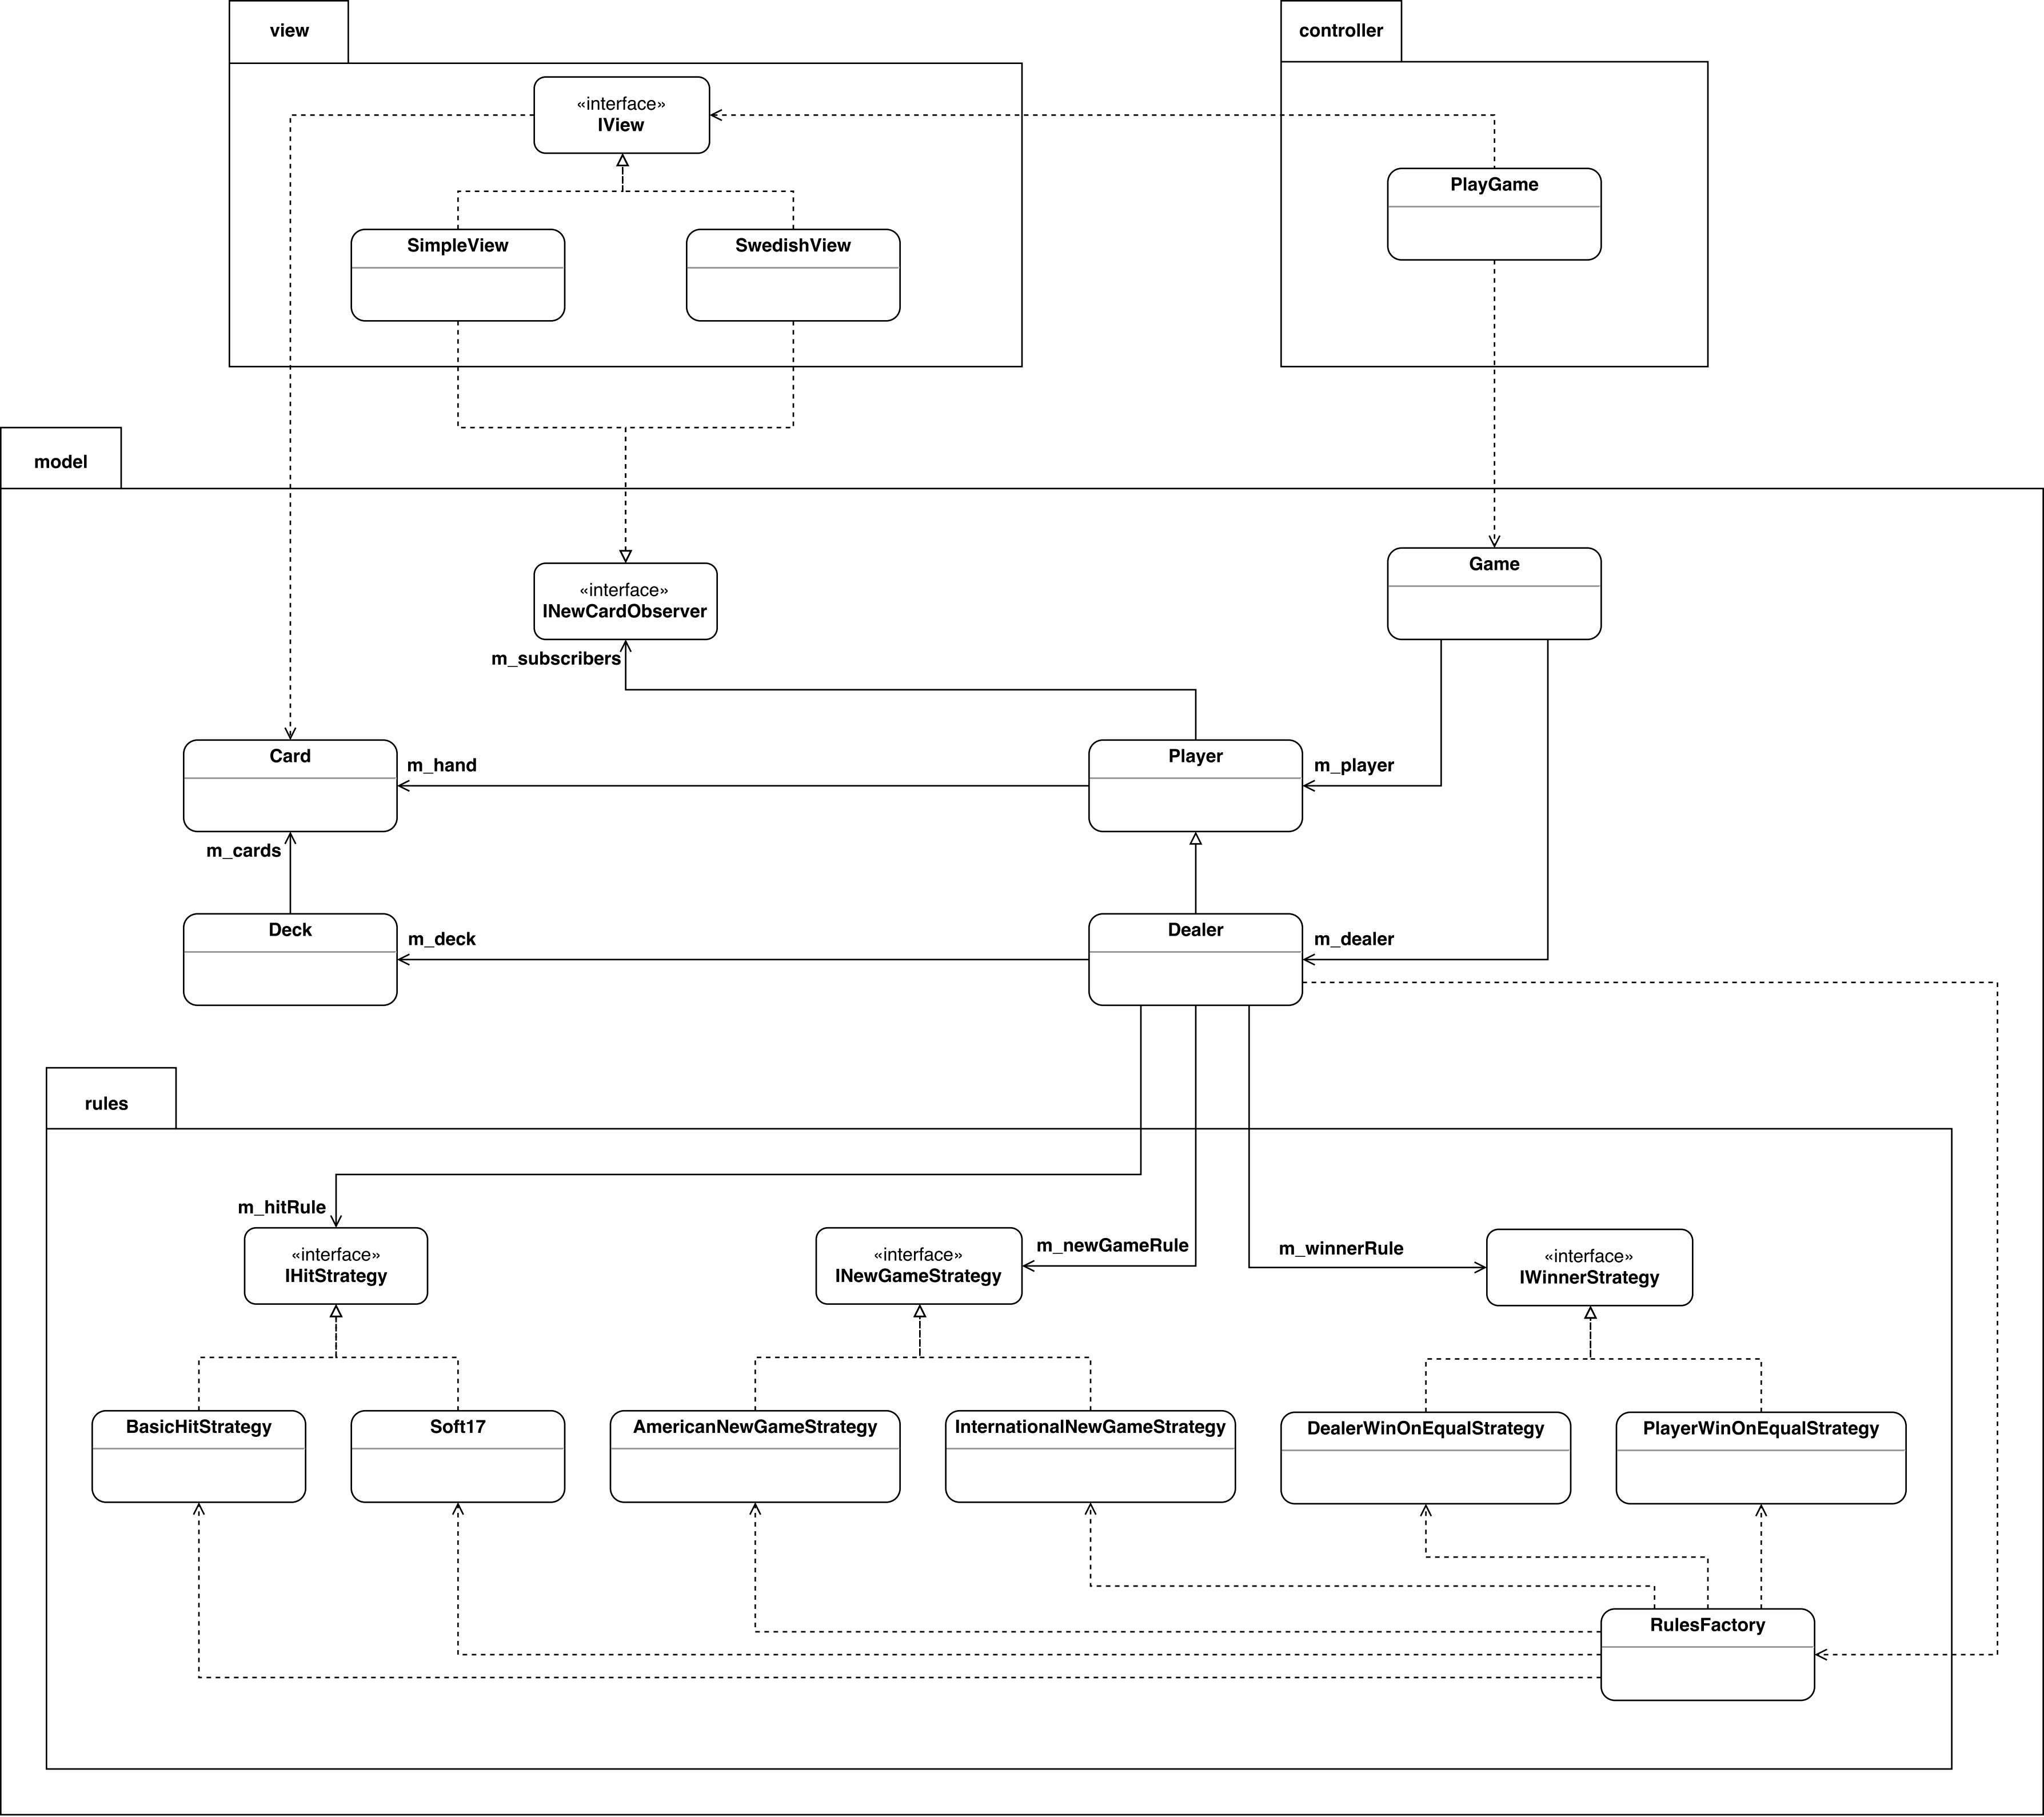 view
controller
«interface»
IView
PlayGame
SimpleView
SwedishView
model
Game
«interface»
INewCardObserver
m_subscribers
Card
m_hand
Player
m_player
m_cards
Deck
m_deck
Dealer
m_dealer
rules
m_hitRule
«interface»
IHitStrategy
«interface»
INewGameStrategy
m_newGameRule
m_winnerRule
«interface»
IWinnerStrategy
BasicHitStrategy
Soft17
AmericanNewGameStrategy
InternationalNewGameStrategy
DealerWinOnEqualStrategy
PlayerWinOnEqualStrategy
RulesFactory